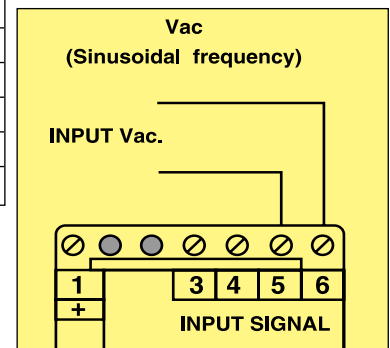 Vac
(Sinusoidal frequency)
INPUT Vac.
1 3 4 5 6
+
INPUT SIGNAL